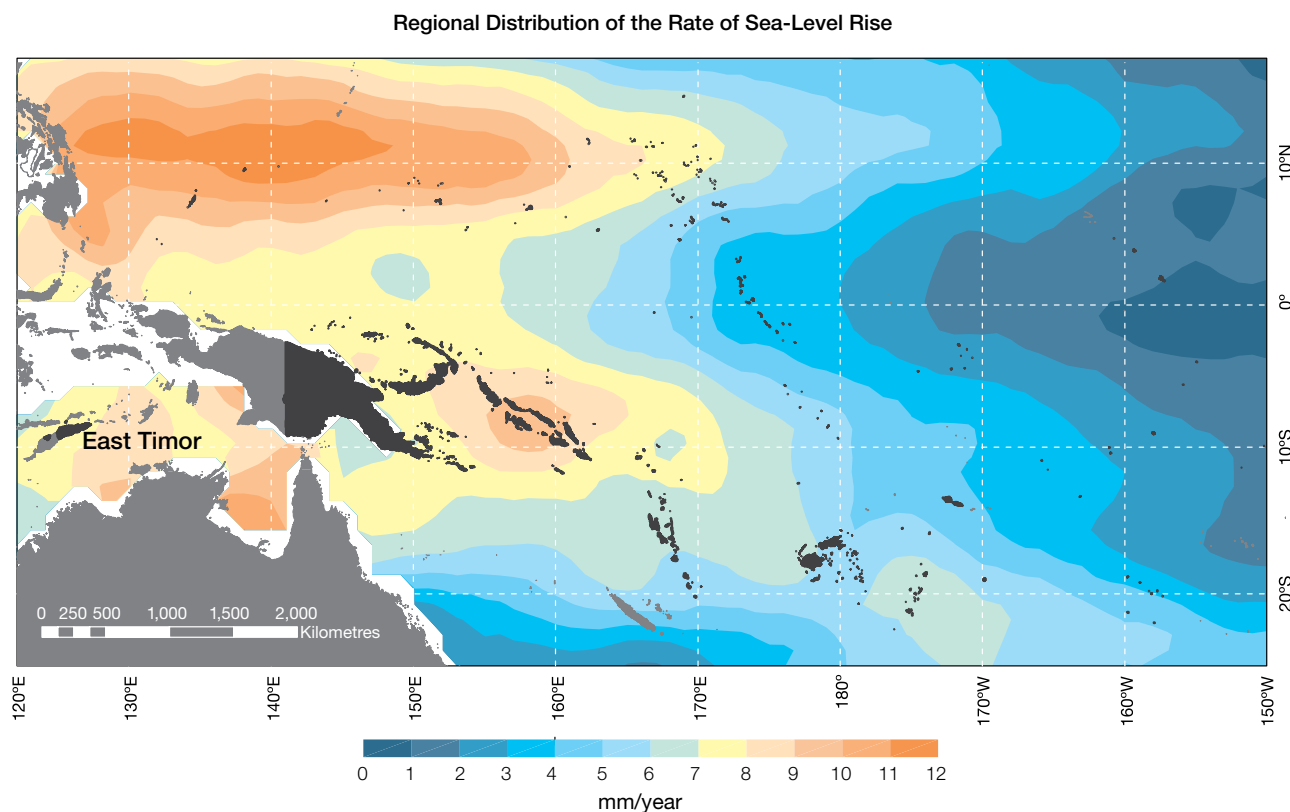 Regional Distribution of the Rate of Sea-Level Rise
10°N
0°
10°S
20°S
East Timor
0 250 500 1,000 1,500 2,000
Kilometres
120°E 130°E 140°E 150°E 160°E 170°E 180° 170°W 160°W 150°W
0 1 2 3 4 5 6 7 8 9 10 11 12
mm/year